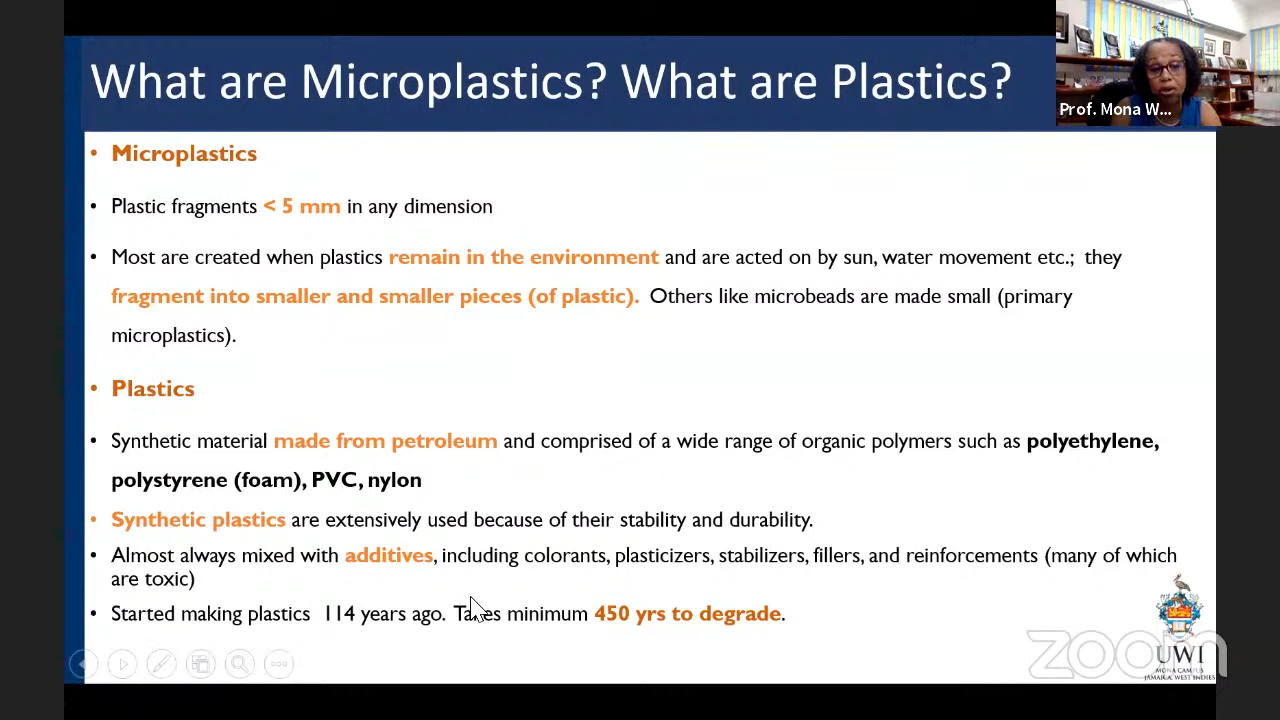 What are Microplastics? What are Plastics?
Prof. Mona W...
• Microplastics
• Plastic fragments < 5 mm in any dimension
• Most are created when plastics remain in the environment and are acted on by sun, water movement etc.; they
fragment into smaller and smaller pieces (of plastic). Others like microbeads are made small (primary
microplastics).
• Plastics
• Synthetic material made from petroleum and comprised of a wide range of organic polymers such as polyethylene,
polystyrene (foam), PVC, nylon
• Synthetic plastics are extensively used because of their stability and durability.
• Almost always mixed with additives, including colorants, plasticizers, stabilizers, fillers, and reinforcements (many of which
are toxic)
• Started making plastics 114 years ago. Takes minimum 450 yrs to degrade.
zoom
UWI
MONA CAMPUS
JAMAICA, WEST INDIES